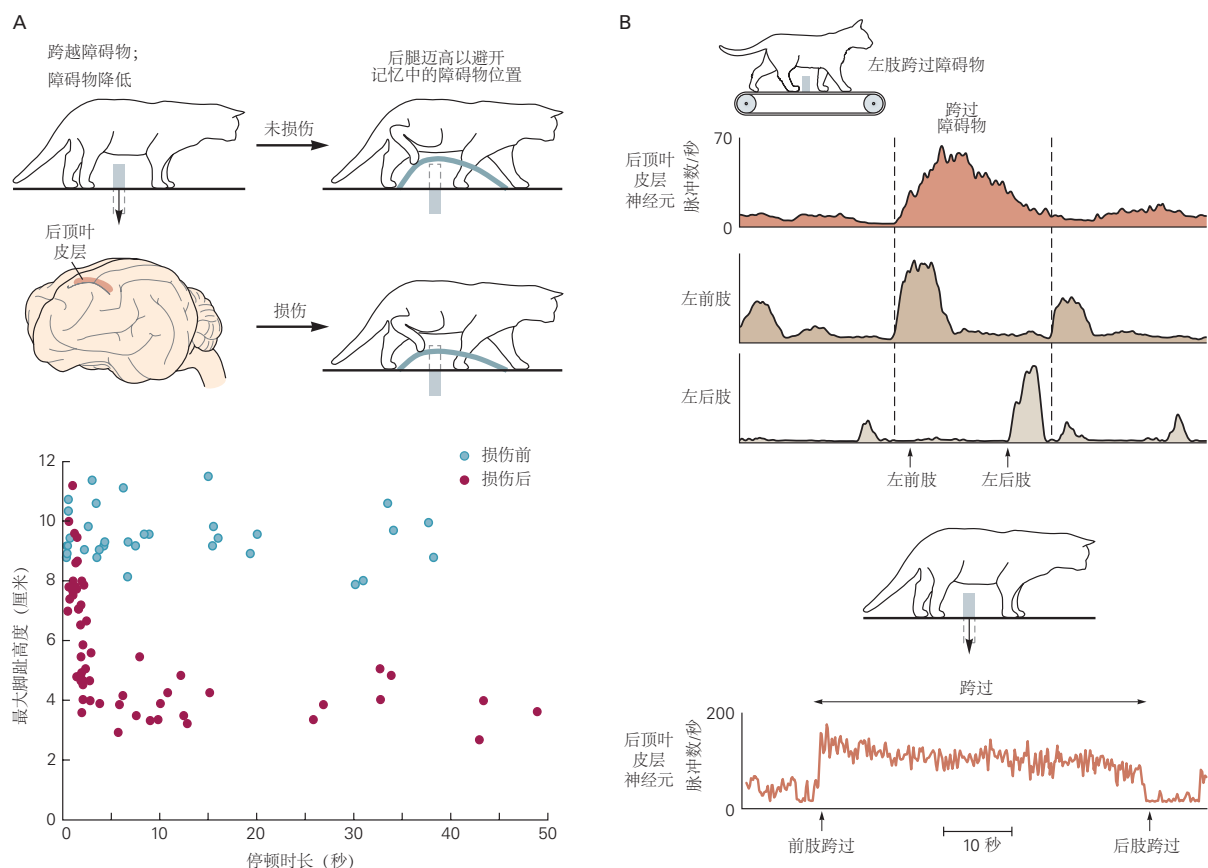 A
跨越障碍物；
障碍物降低
未损伤
后腿迈高以避开
记忆中的障碍物位置
后顶叶
皮层
损伤
最大脚趾高度（厘米）
12
10
8
6
4
2
0
损伤前
损伤后
0
10
20
30
40
50
停顿时长（秒）
B
左肢跨过障碍物
跨过
障碍物
后顶叶
皮层
神经元
脉冲数/秒
70
0
左前肢
左后肢
左前肢
左后肢
跨过
后顶叶
皮层
神经元
脉冲数/秒
200
0
前肢跨过
10 秒
后肢跨过